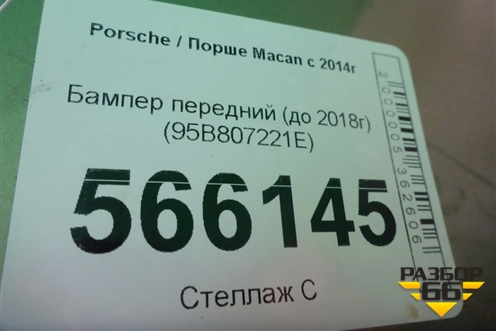 Porsche / Порше Macan с 2014г
Бампер передний (до 2018г)
(95B807221E)
566145
Стеллаж С
2000005362606
РАЗБОР
66